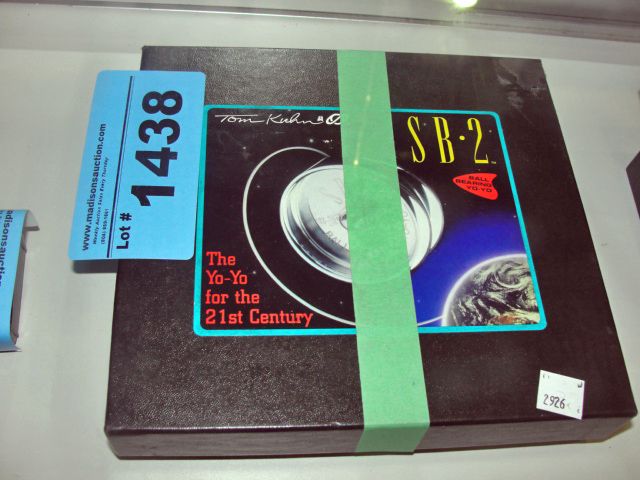 Lot # 1438
www.madisonsauction.com
Tom Kuhn
SB·2
BALL
BEARING
YO-YO
The
Yo-Yo
for the
21st Century
2926